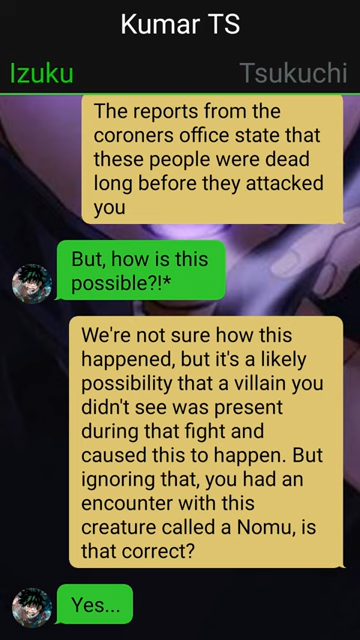 Kumar TS
Izuku
Tsukuchi
The reports from the
coroners office state that
these people were dead
long before they attacked
you
But, how is this
possible?!*
We're not sure how this
happened, but it's a likely
possibility that a villain you
didn't see was present
during that fight and
caused this to happen. But
ignoring that, you had an
encounter with this
creature called a Nomu, is
that correct?
Yes...